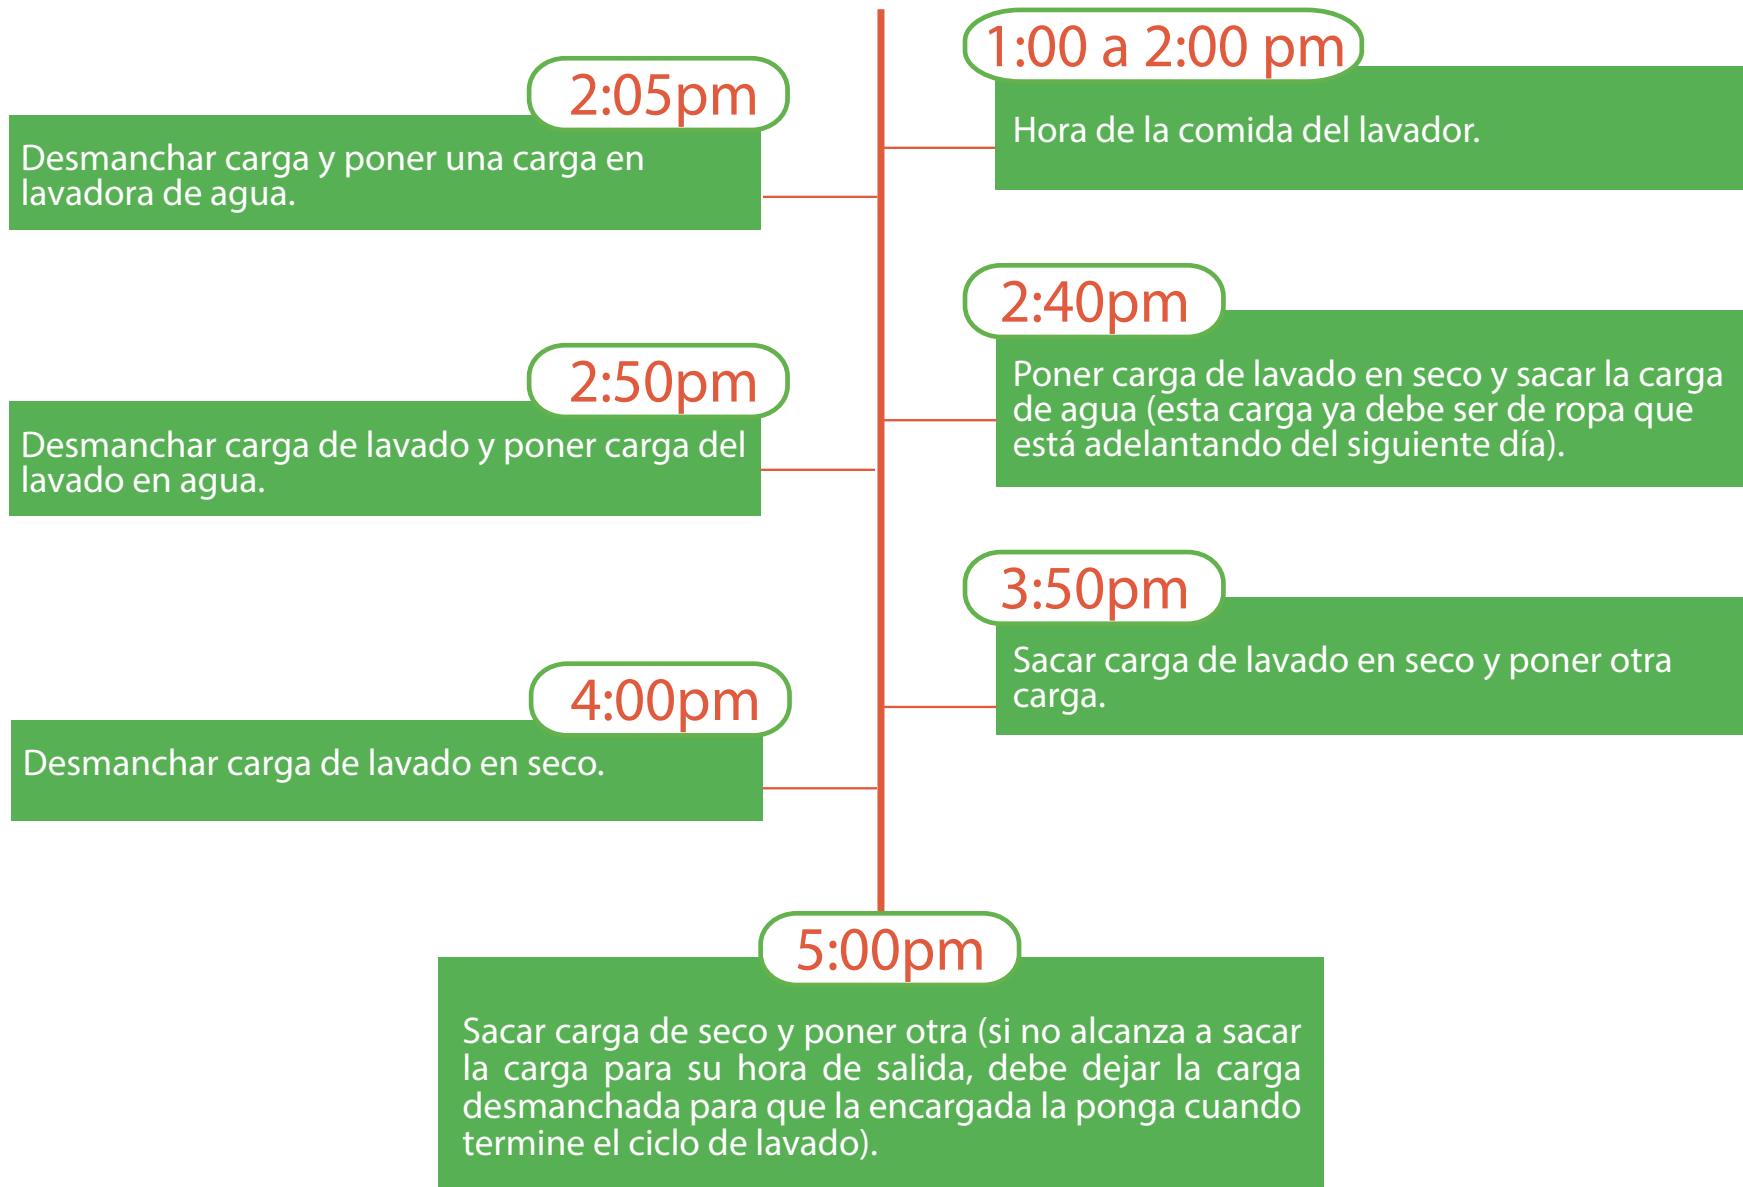 1:00 a 2:00 pm
Hora de la comida del lavador.
2:05pm
Desmanchar carga y poner una carga en
lavadora de agua.
2:40pm
Poner carga de lavado en seco y sacar la carga
de agua (esta carga ya debe ser de ropa que
está adelantando del siguiente día).
2:50pm
Desmanchar carga de lavado y poner carga del
lavado en agua.
3:50pm
Sacar carga de lavado en seco y poner otra
carga.
4:00pm
Desmanchar carga de lavado en seco.
5:00pm
Sacar carga de seco y poner otra (si no alcanza a sacar
la carga para su hora de salida, debe dejar la carga
desmanchada para que la encargada la ponga cuando
termine el ciclo de lavado).